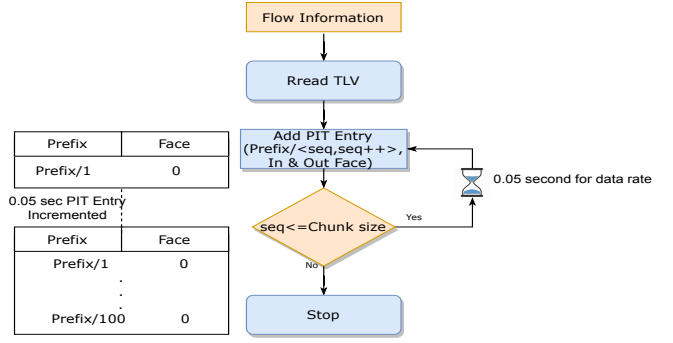 Flow Information
Rread TLV
Add PIT Entry
(Prefix/<seq,seq++>,
In & Out Face)
0.05 second for data rate
seq<=Chunk size
Yes
No
Stop
Prefix Face
Prefix/1 0
0.05 sec PIT Entry
Incremented
Prefix Face
Prefix/1 0
.
.
.
Prefix/100 0